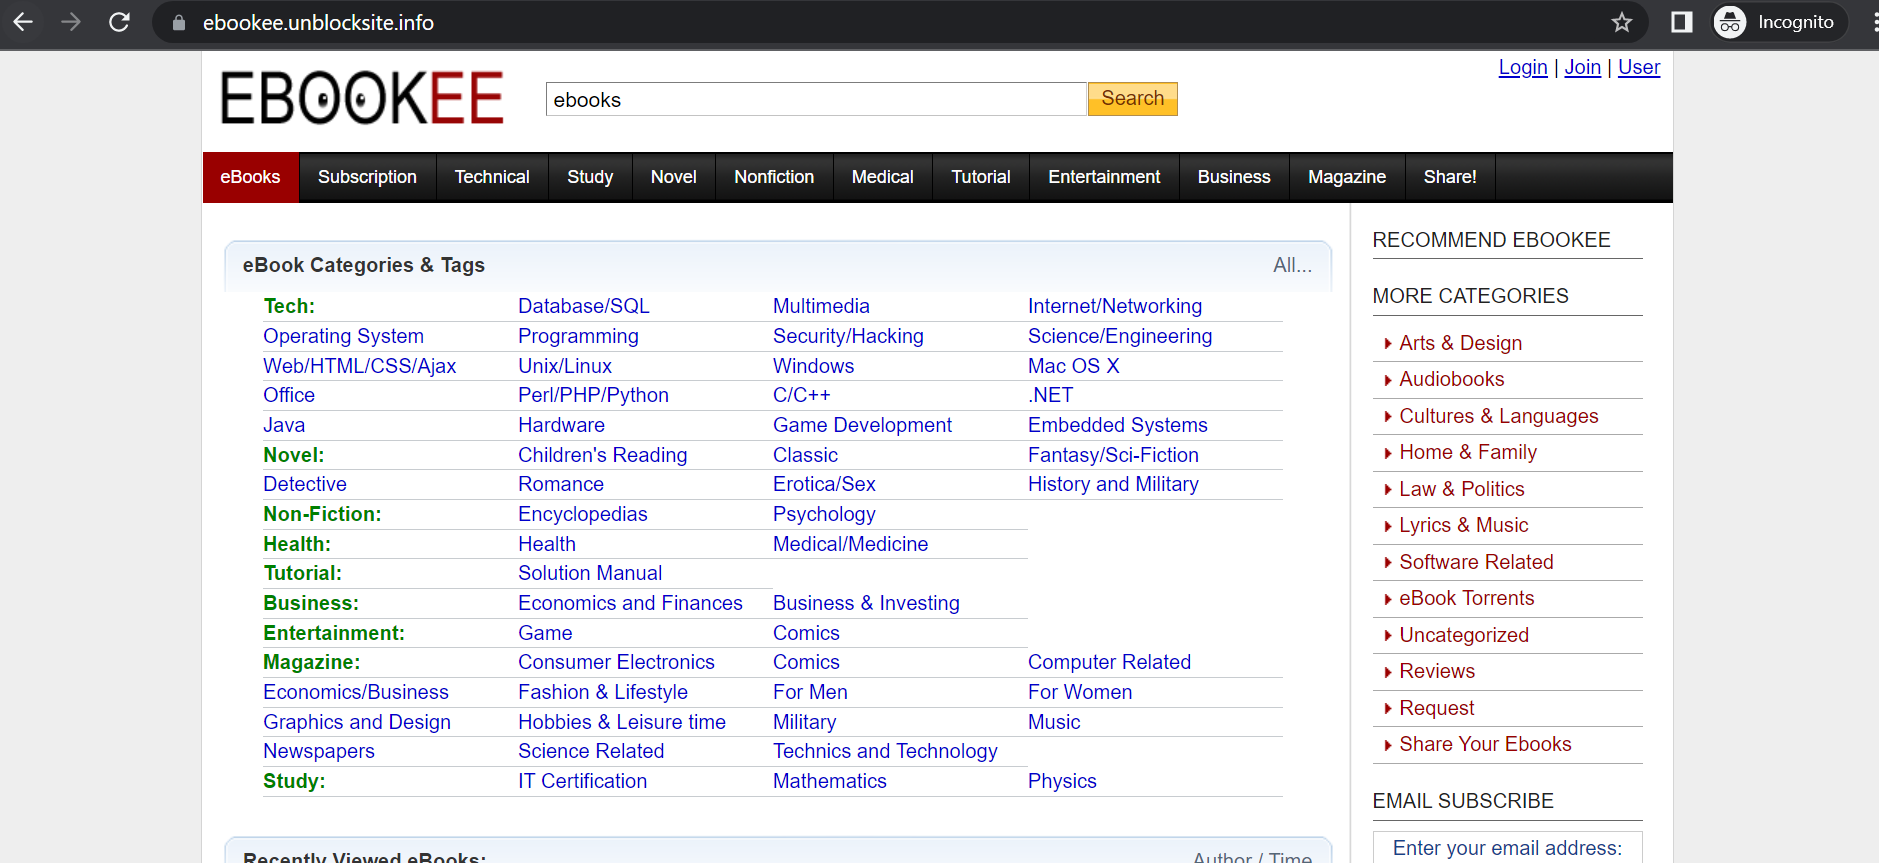 ebookee.unblocksite.info
Incognito
Login | Join | User
EBOOKEE
ebooks
Search
eBooks Subscription Technical Study Novel Nonfiction Medical Tutorial Entertainment Business Magazine Share!
eBook Categories & Tags All...
Tech: Database/SQL Multimedia Internet/Networking
Operating System Programming Security/Hacking Science/Engineering
Web/HTML/CSS/Ajax Unix/Linux Windows Mac OS X
Office Perl/PHP/Python C/C++ .NET
Java Hardware Game Development Embedded Systems
Novel: Children's Reading Classic Fantasy/Sci-Fiction
Detective Romance Erotica/Sex History and Military
Non-Fiction: Encyclopedias Psychology
Health: Health Medical/Medicine
Tutorial: Solution Manual
Business: Economics and Finances Business & Investing
Entertainment: Game Comics
Magazine: Consumer Electronics Comics Computer Related
Economics/Business Fashion & Lifestyle For Men For Women
Graphics and Design Hobbies & Leisure time Military Music
Newspapers Science Related Technics and Technology
Study: IT Certification Mathematics Physics
Recently Viewed eBooks: Author / Time
RECOMMEND EBOOKEE
MORE CATEGORIES
Arts & Design
Audiobooks
Cultures & Languages
Home & Family
Law & Politics
Lyrics & Music
Software Related
eBook Torrents
Uncategorized
Reviews
Request
Share Your Ebooks
EMAIL SUBSCRIBE
Enter your email address: